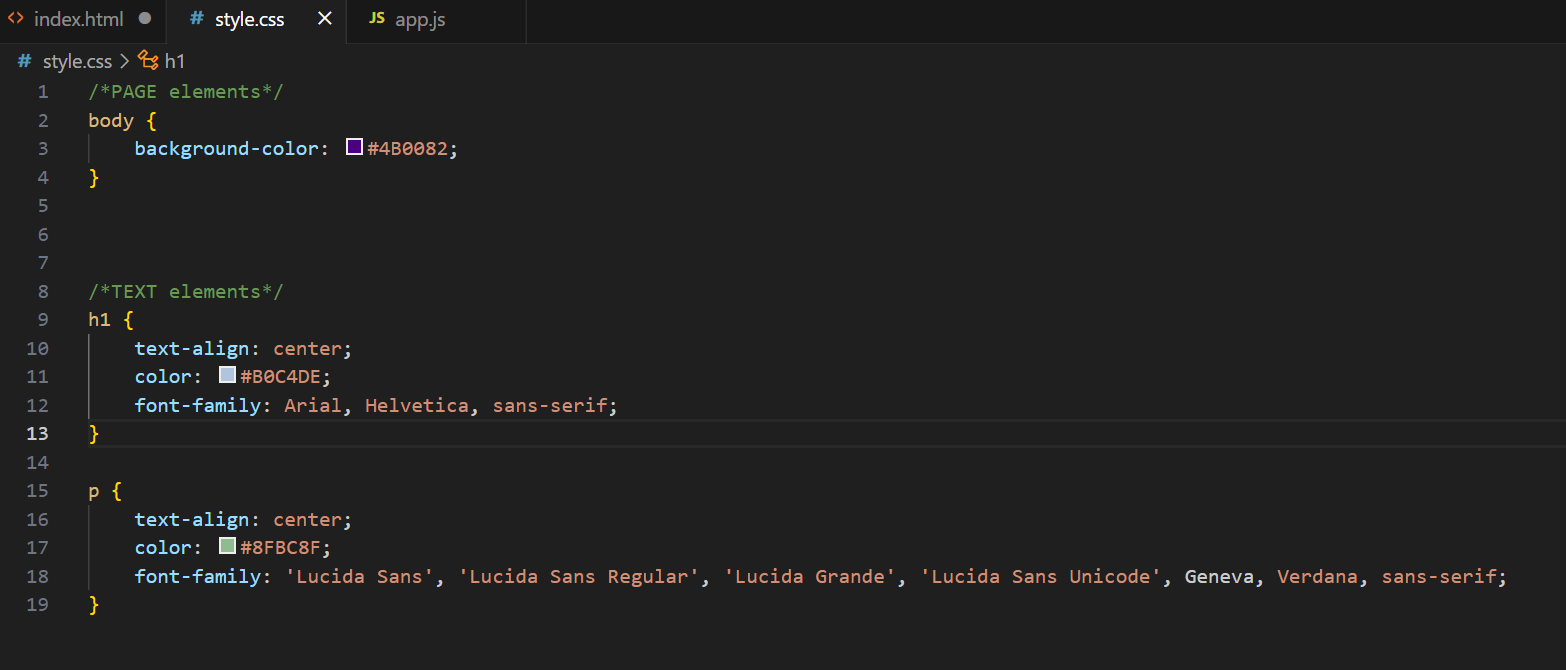 index.html
# style.css
JS app.js
# style.css > h1
1 /*PAGE elements*/
2 body {
3 background-color: #4B0082;
4 }
5
6
7
8 /*TEXT elements*/
9 h1 {
10 text-align: center;
11 color: #B0C4DE;
12 font-family: Arial, Helvetica, sans-serif;
13 }
14
15 p {
16 text-align: center;
17 color: #8FBC8F;
18 font-family: 'Lucida Sans', 'Lucida Sans Regular', 'Lucida Grande', 'Lucida Sans Unicode', Geneva, Verdana, sans-serif;
19 }